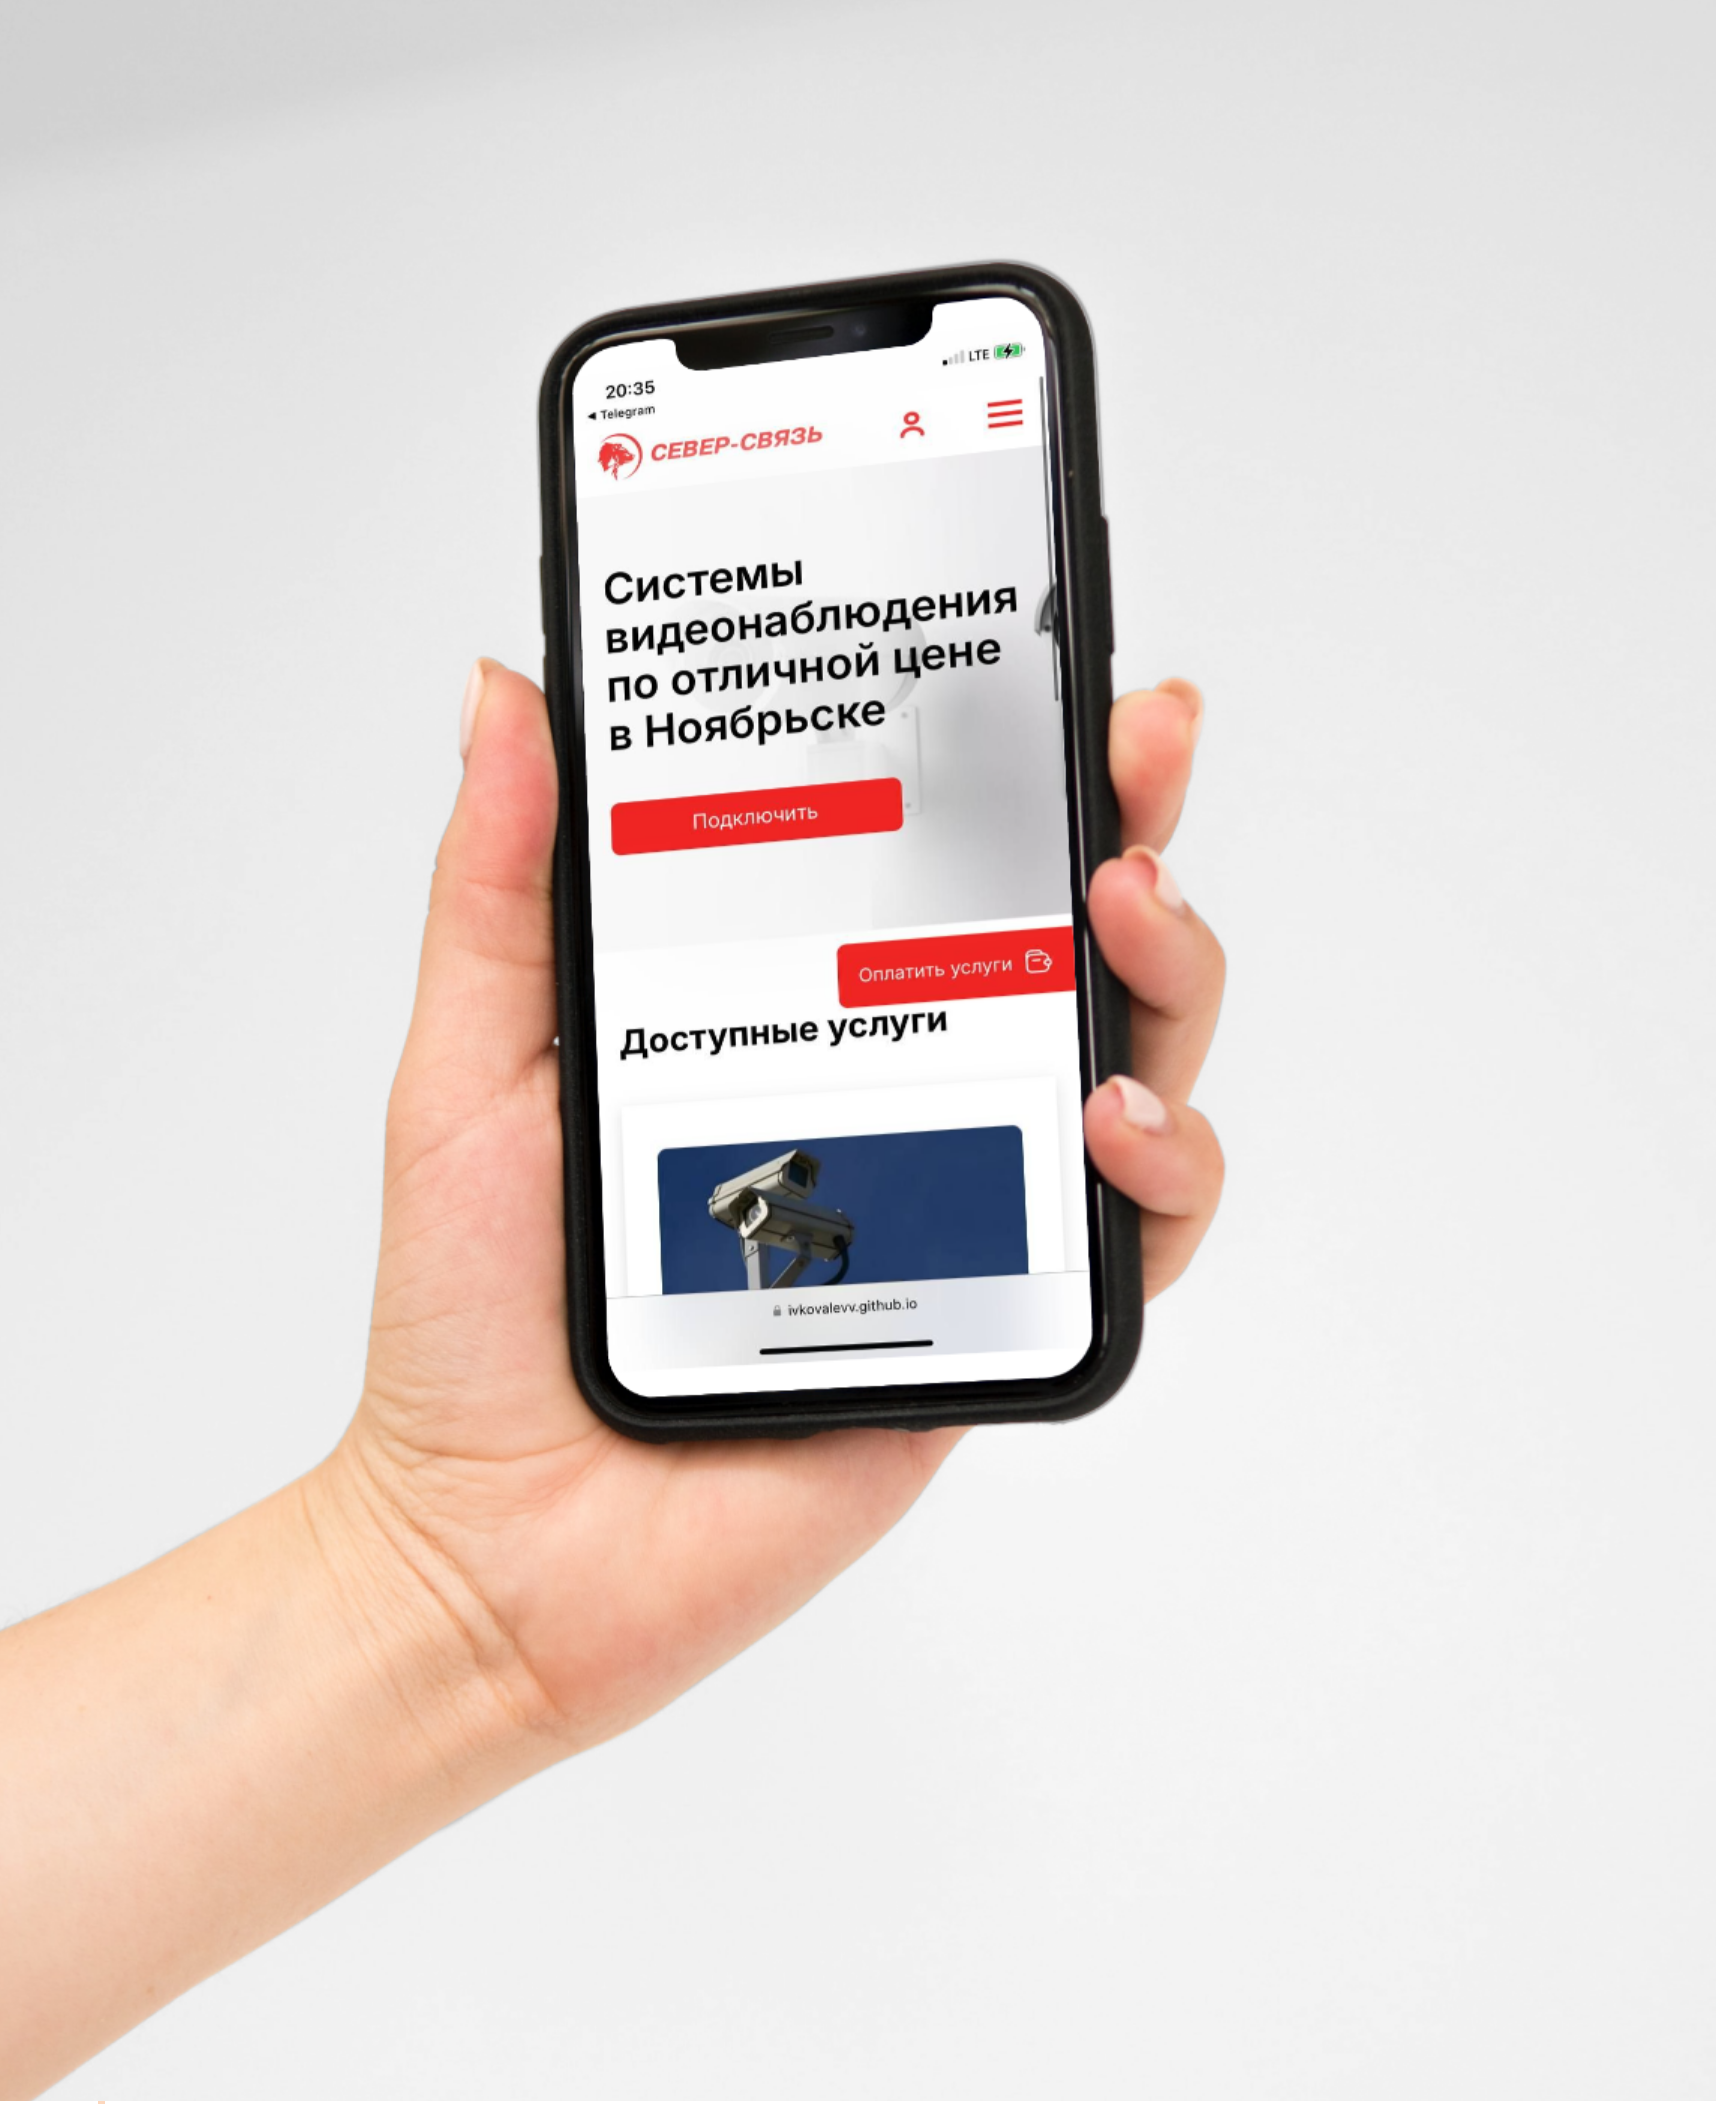 20:35
LTE
◀ Telegram
СЕВЕР-СВЯЗЬ
Системы
видеонаблюдения
по отличной цене
в Ноябрьске
Подключить
Оплатить услуги
Доступные услуги
ivkovalevv.github.io